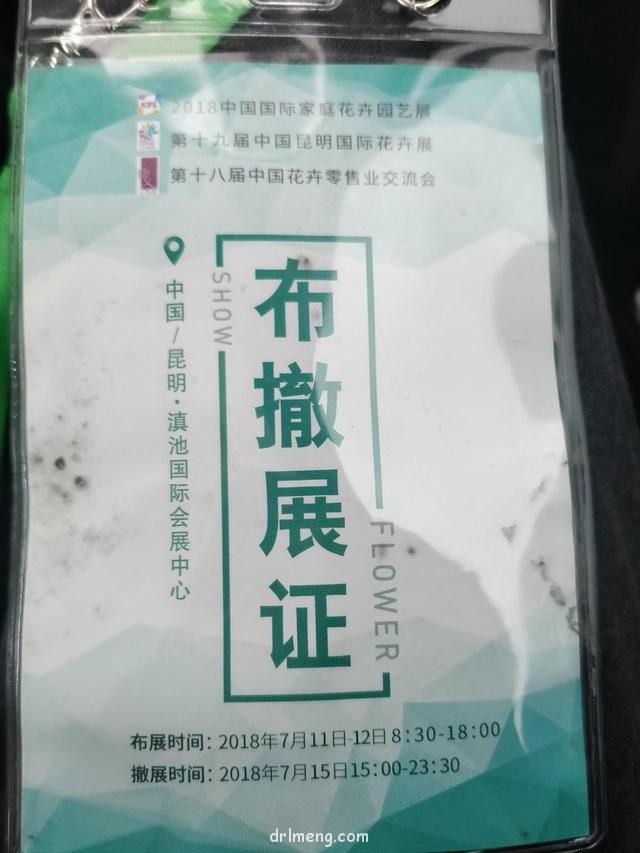 2018中国国际家庭花卉园艺展
第十九届中国昆明国际花卉展
第十八届中国花卉零售业交流会
中国/昆明·滇池国际会展中心
SHOW
布撤展证
FLOWER
布展时间：2018年7月11日-12日 8:30-18:00
撤展时间：2018年7月15日15:00-23:30
drlmeng.com